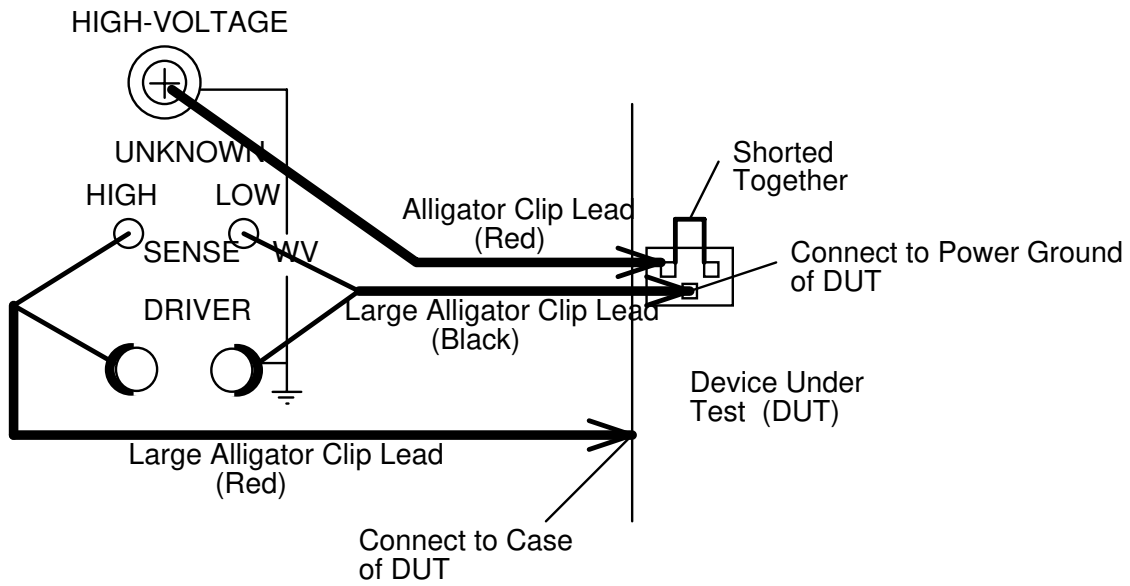 HIGH-VOLTAGE
UNKNOWN
HIGH LOW
SENSE WV
DRIVER
Alligator Clip Lead
(Red)
Shorted
Together
Connect to Power Ground
of DUT
Large Alligator Clip Lead
(Black)
Device Under
Test (DUT)
Large Alligator Clip Lead
(Red)
Connect to Case
of DUT